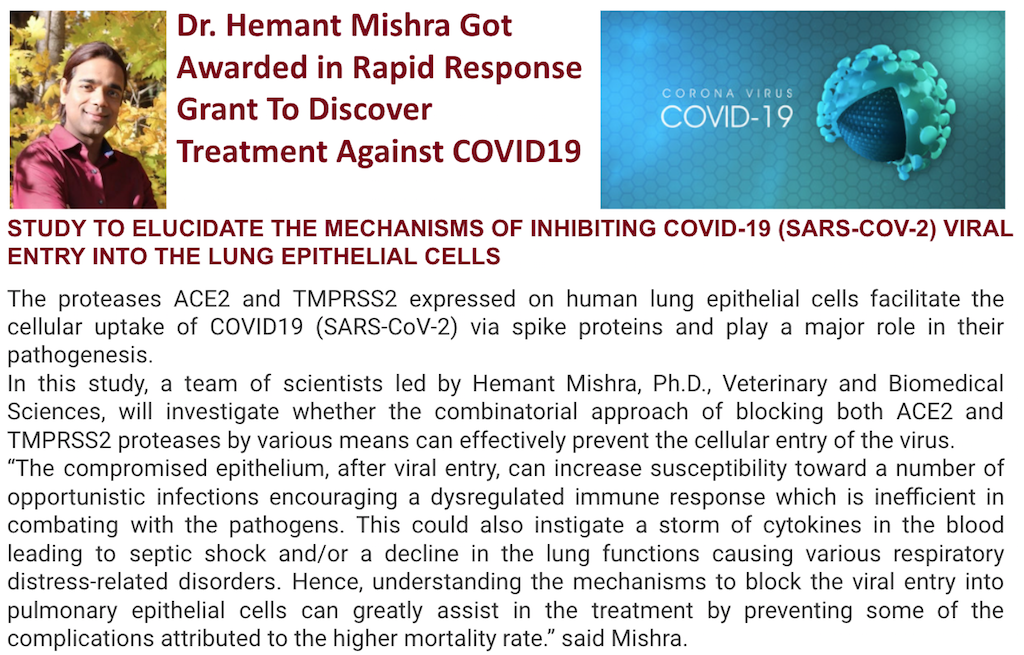 Dr. Hemant Mishra Got
Awarded in Rapid Response
Grant To Discover
Treatment Against COVID19
CORONA VIRUS
COVID-19
STUDY TO ELUCIDATE THE MECHANISMS OF INHIBITING COVID-19 (SARS-COV-2) VIRAL
ENTRY INTO THE LUNG EPITHELIAL CELLS
The proteases ACE2 and TMPRSS2 expressed on human lung epithelial cells facilitate the
cellular uptake of COVID19 (SARS-CoV-2) via spike proteins and play a major role in their
pathogenesis.
In this study, a team of scientists led by Hemant Mishra, Ph.D., Veterinary and Biomedical
Sciences, will investigate whether the combinatorial approach of blocking both ACE2 and
TMPRSS2 proteases by various means can effectively prevent the cellular entry of the virus.
“The compromised epithelium, after viral entry, can increase susceptibility toward a number of
opportunistic infections encouraging a dysregulated immune response which is inefficient in
combating with the pathogens. This could also instigate a storm of cytokines in the blood
leading to septic shock and/or a decline in the lung functions causing various respiratory
distress-related disorders. Hence, understanding the mechanisms to block the viral entry into
pulmonary epithelial cells can greatly assist in the treatment by preventing some of the
complications attributed to the higher mortality rate.” said Mishra.